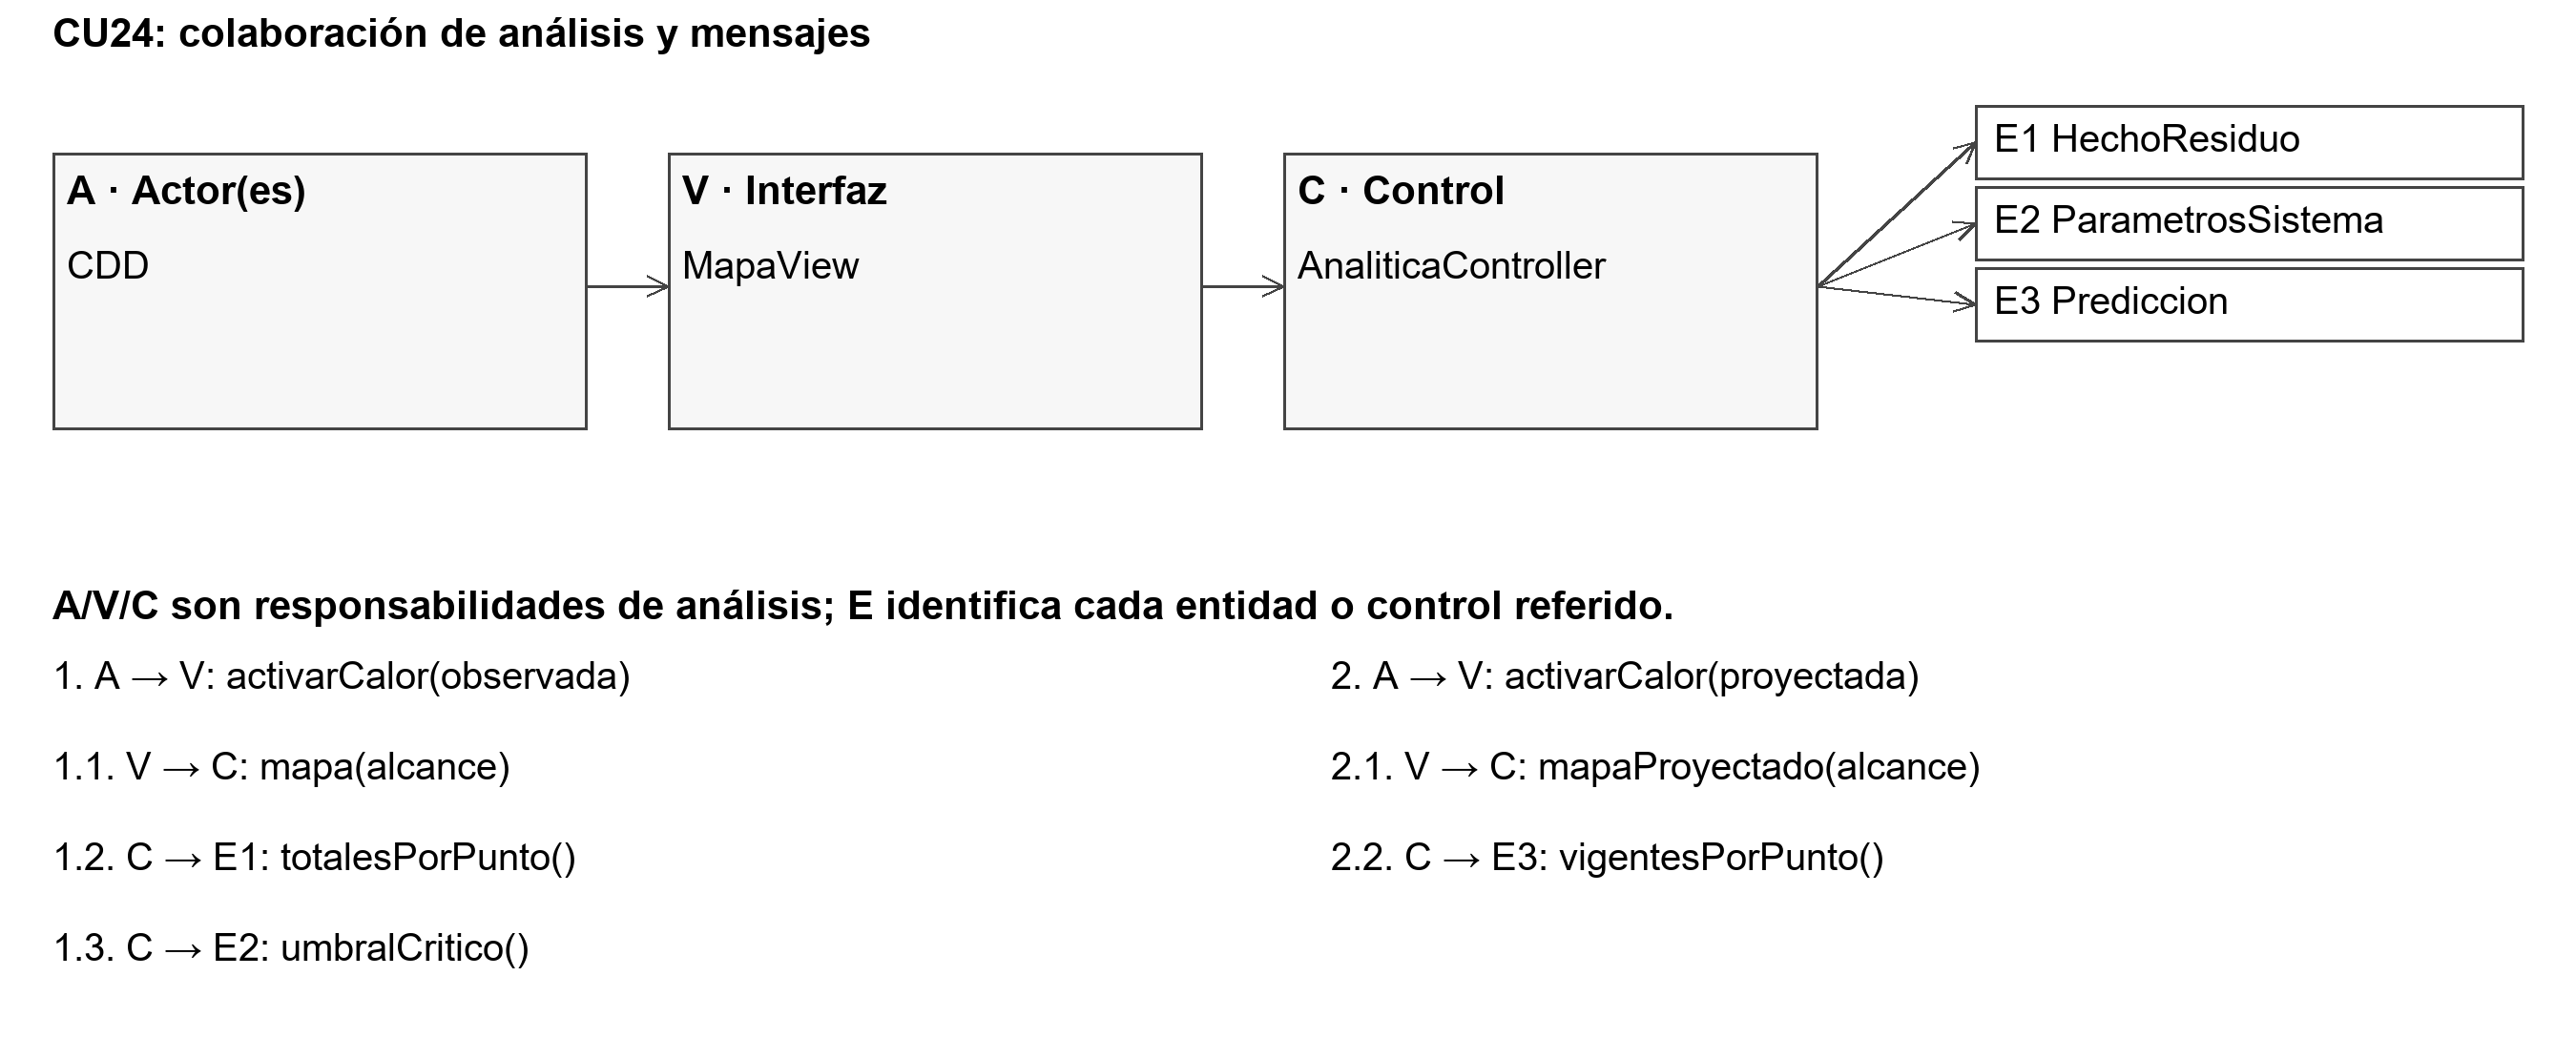 CU24: colaboración de análisis y mensajes
A · Actor(es)
CDD
V · Interfaz
MapaView
C · Control
AnaliticaController
E1 HechoResiduo
E2 ParametrosSistema
E3 Prediccion
A/V/C son responsabilidades de análisis; E identifica cada entidad o control referido.
1. A → V: activarCalor(observada)
1.1. V → C: mapa(alcance)
1.2. C → E1: totalesPorPunto()
1.3. C → E2: umbralCritico()
2. A → V: activarCalor(proyectada)
2.1. V → C: mapaProyectado(alcance)
2.2. C → E3: vigentesPorPunto()